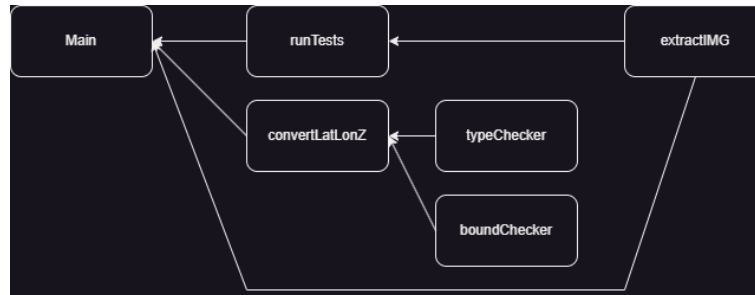 Main
runTests
extractIMG
convertLatLonZ
typeChecker
boundChecker